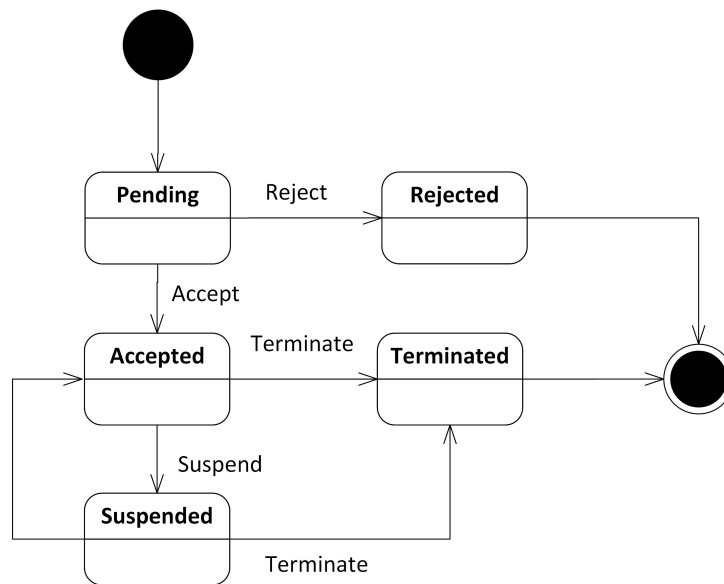 Pending
Reject
Rejected
Accept
Accepted
Terminate
Terminated
Suspend
Suspended
Terminate